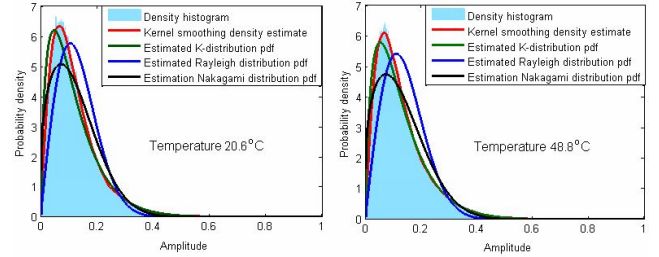 Density histogram
Kernel smoothing density estimate
Estimated K-distribution pdf
Estimated Rayleigh distribution pdf
Estimation Nakagami distribution pdf
Temperature 20.6°C
Probability density
7
6
5
4
3
2
1
0
0
0.2
0.4
0.6
0.8
1
Amplitude
Density histogram
Kernel smoothing density estimate
Estimated K-distribution pdf
Estimated Rayleigh distribution pdf
Estimation Nakagami distribution pdf
Temperature 48.8°C
Probability density
7
6
5
4
3
2
1
0
0
0.2
0.4
0.6
0.8
1
Amplitude